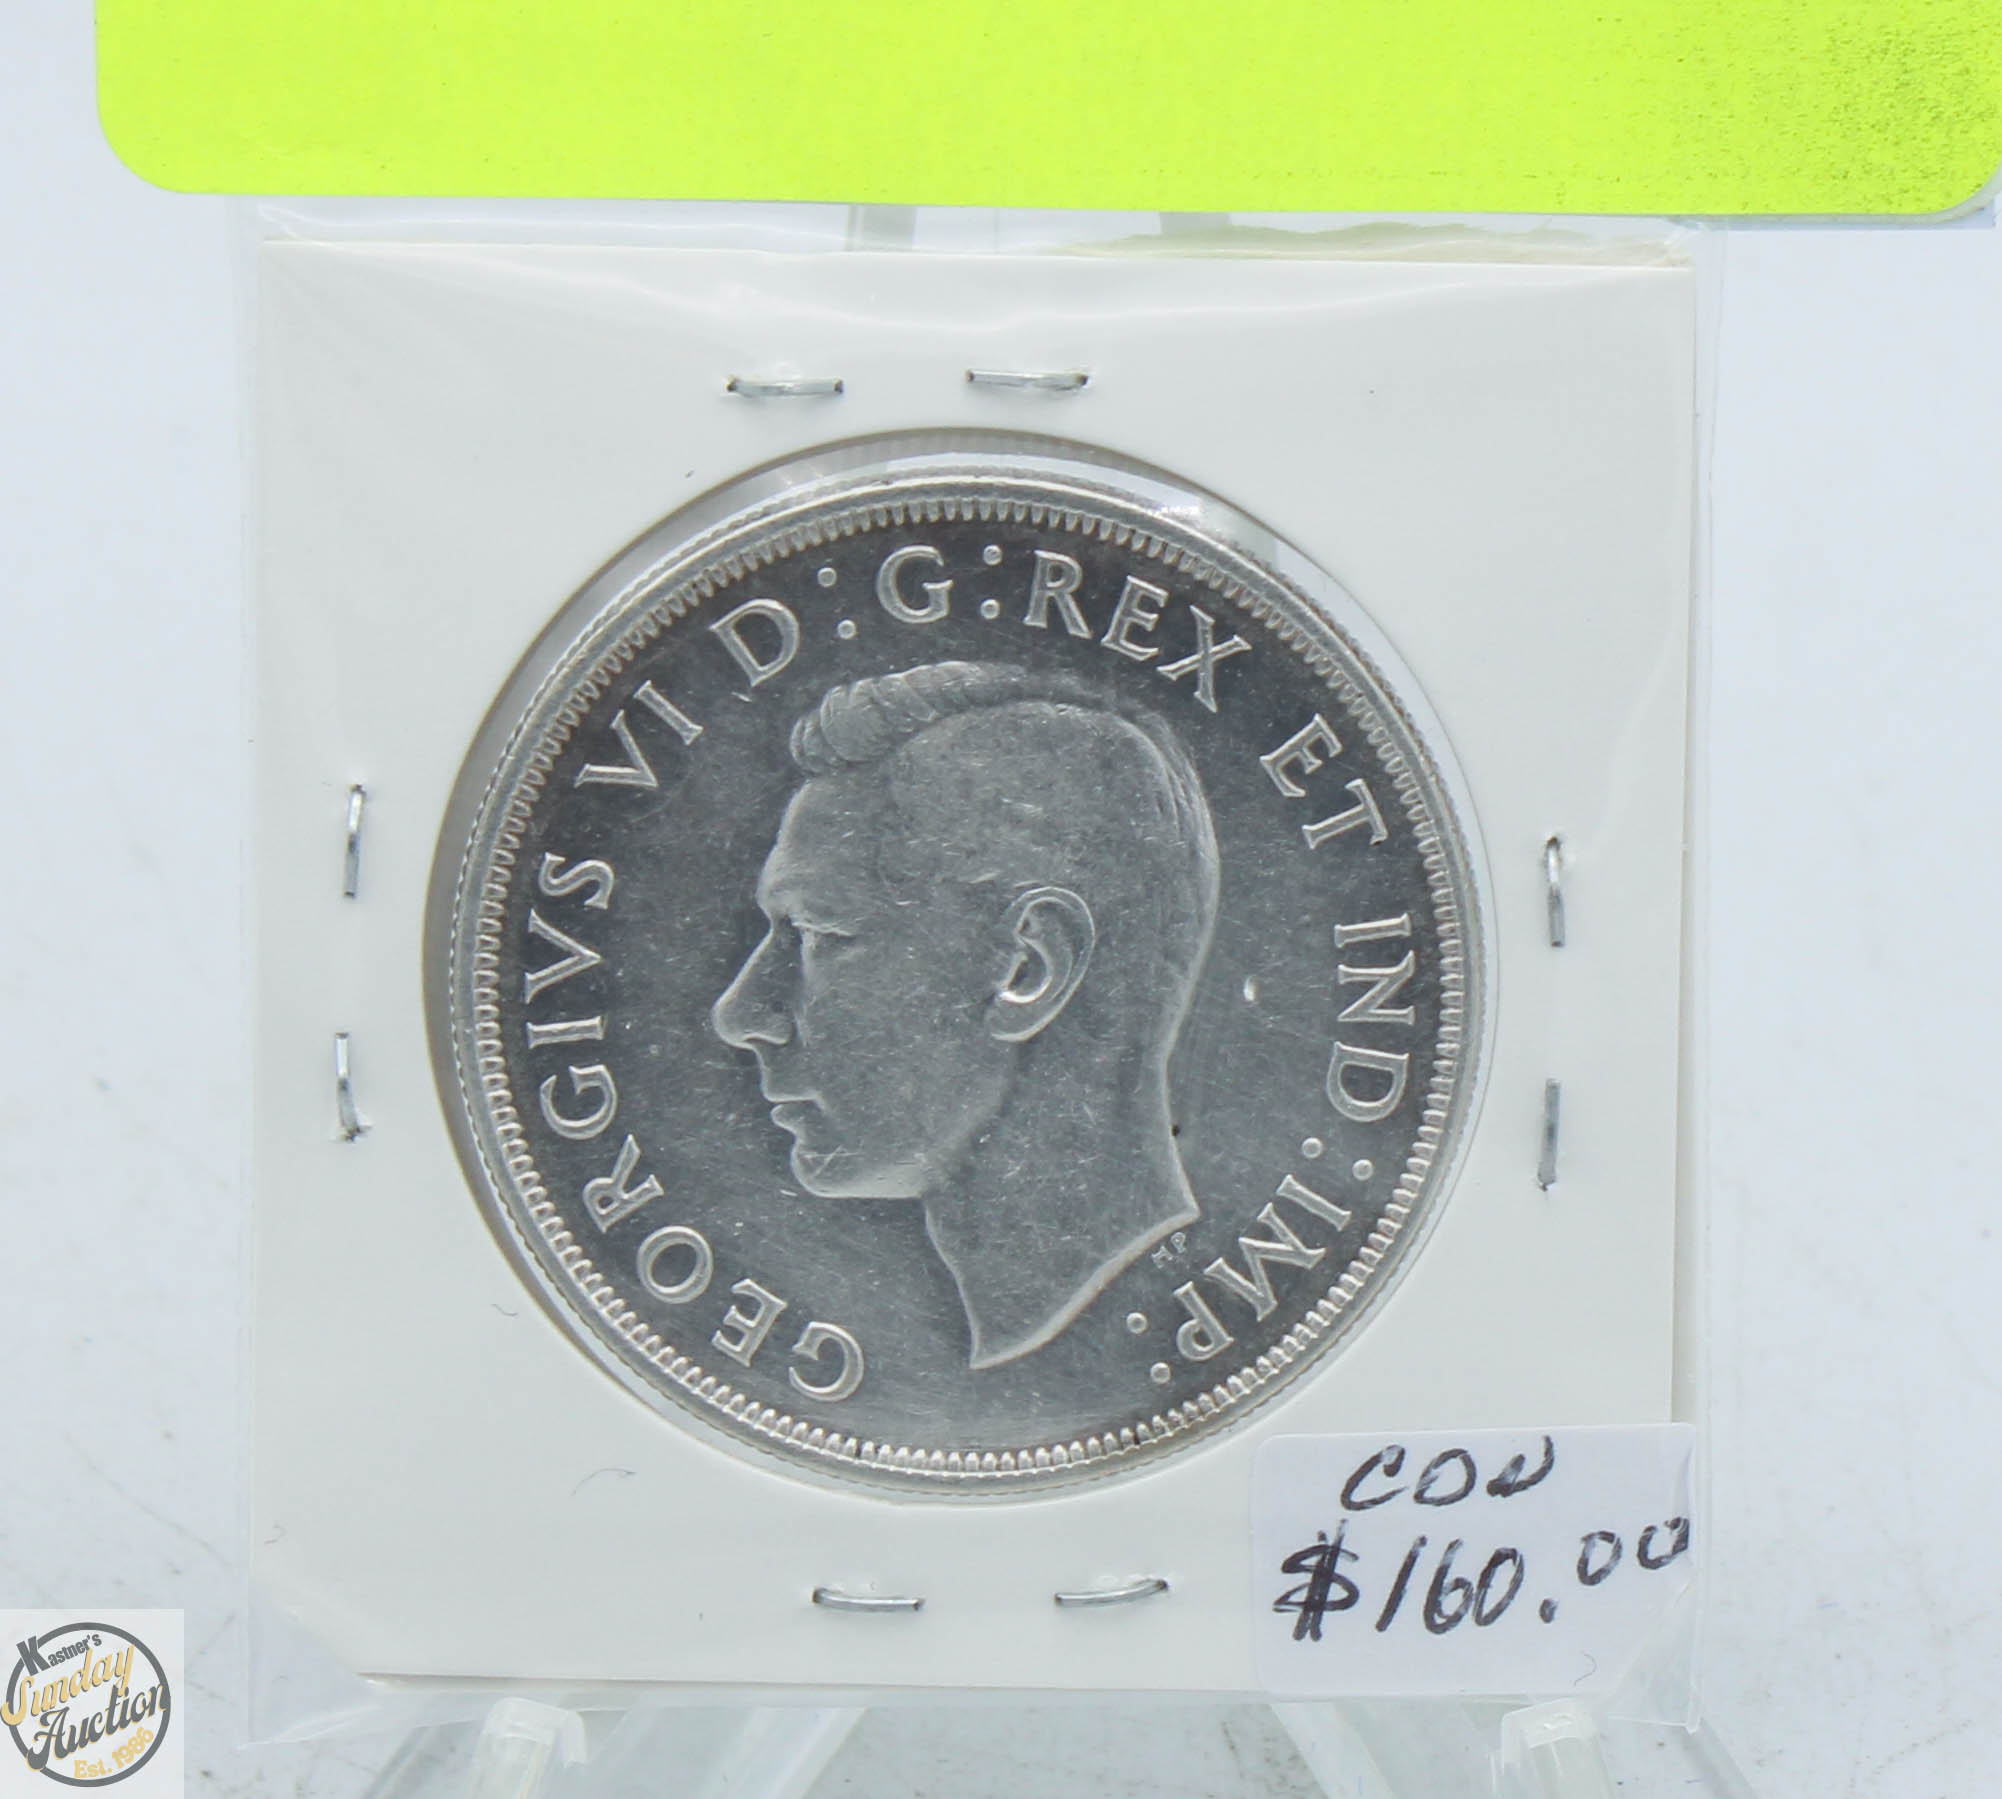 GEORGIVS VI D:G:REX ET IND:IMP:
HP
CDN
$160.00
Kastner's
Sunday
Auction
Est. 1986